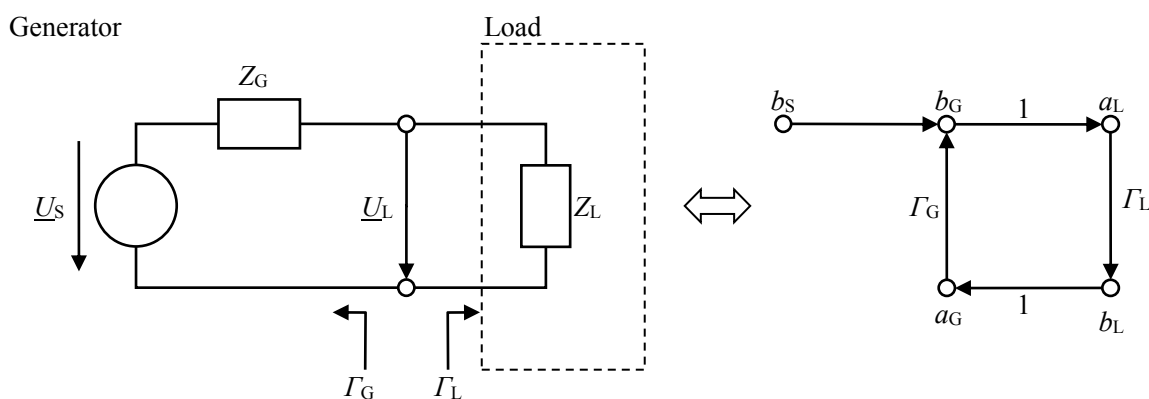 Generator
Load
Z_G
b_S
b_G
1
a_L
U_S
U_L
Z_L
Γ_G
Γ_L
a_G
1
b_L
Γ_G
Γ_L